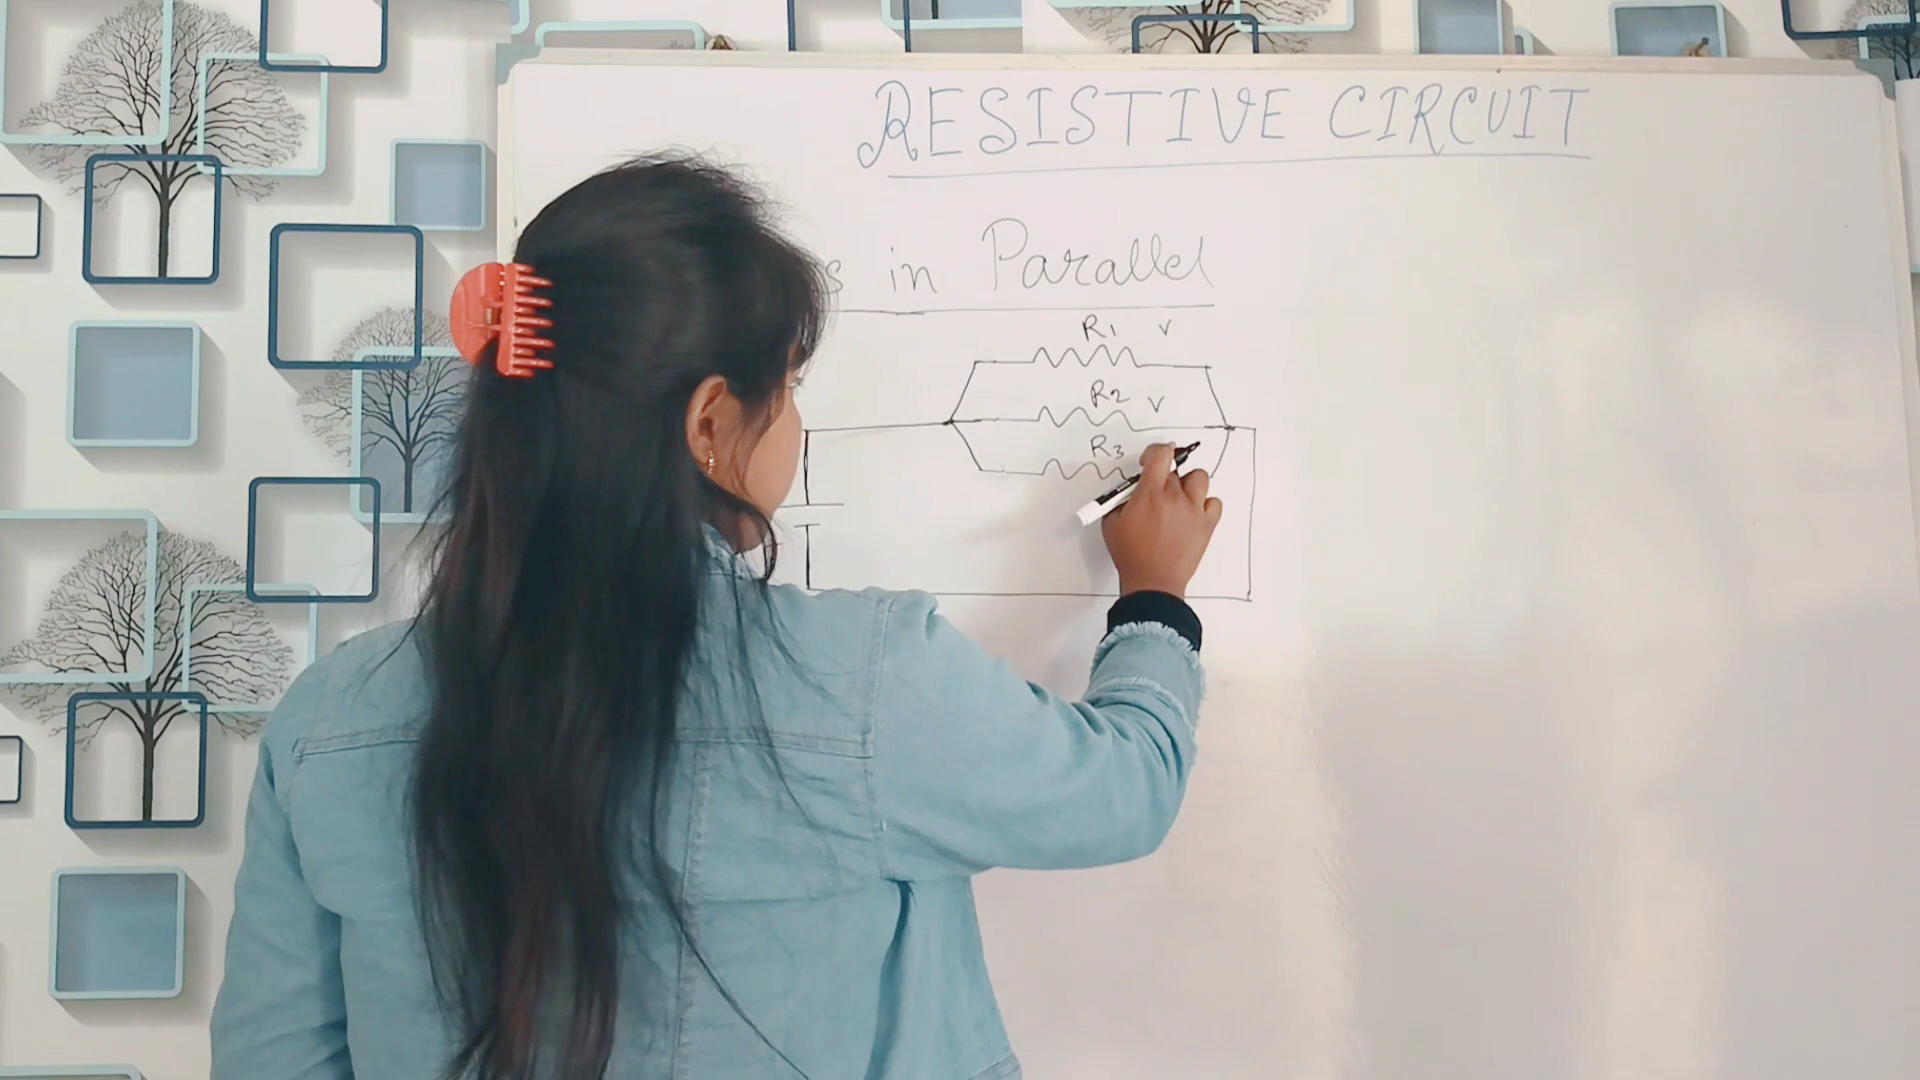 RESISTIVE CIRCUIT
in Parallel
R1 V
R2 V
R3